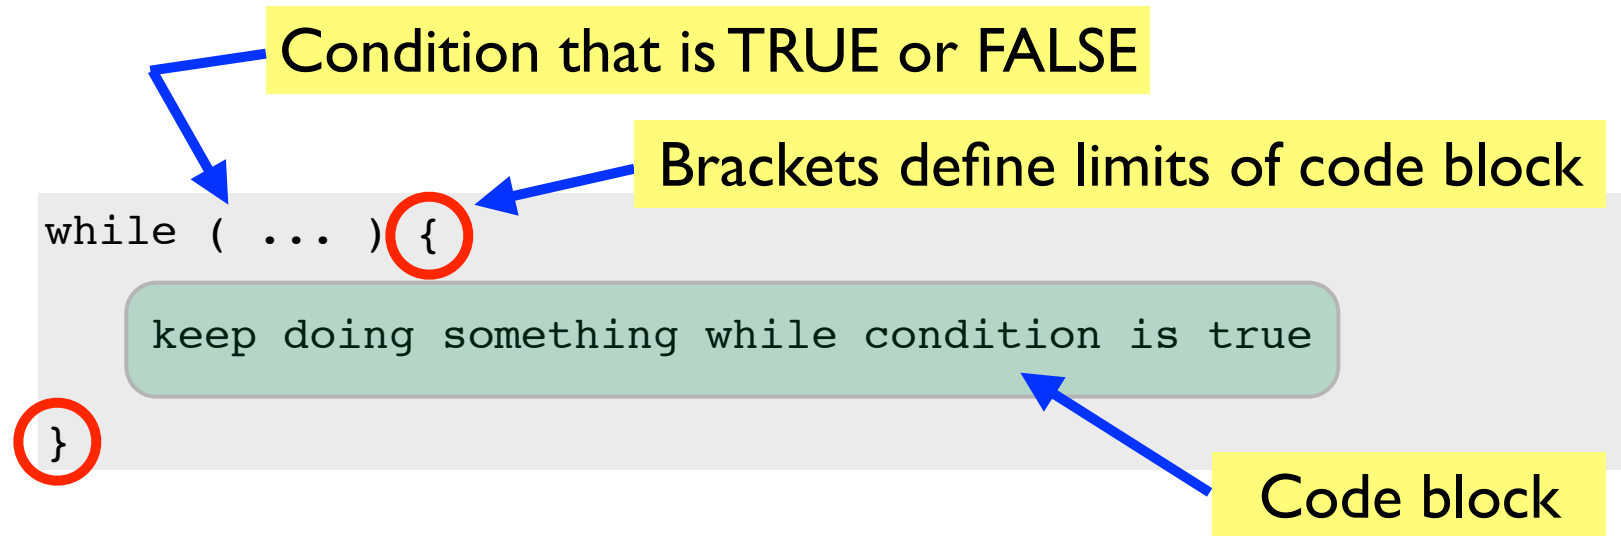 Condition that is TRUE or FALSE
Brackets define limits of code block
while ( ... ) {
keep doing something while condition is true
}
Code block